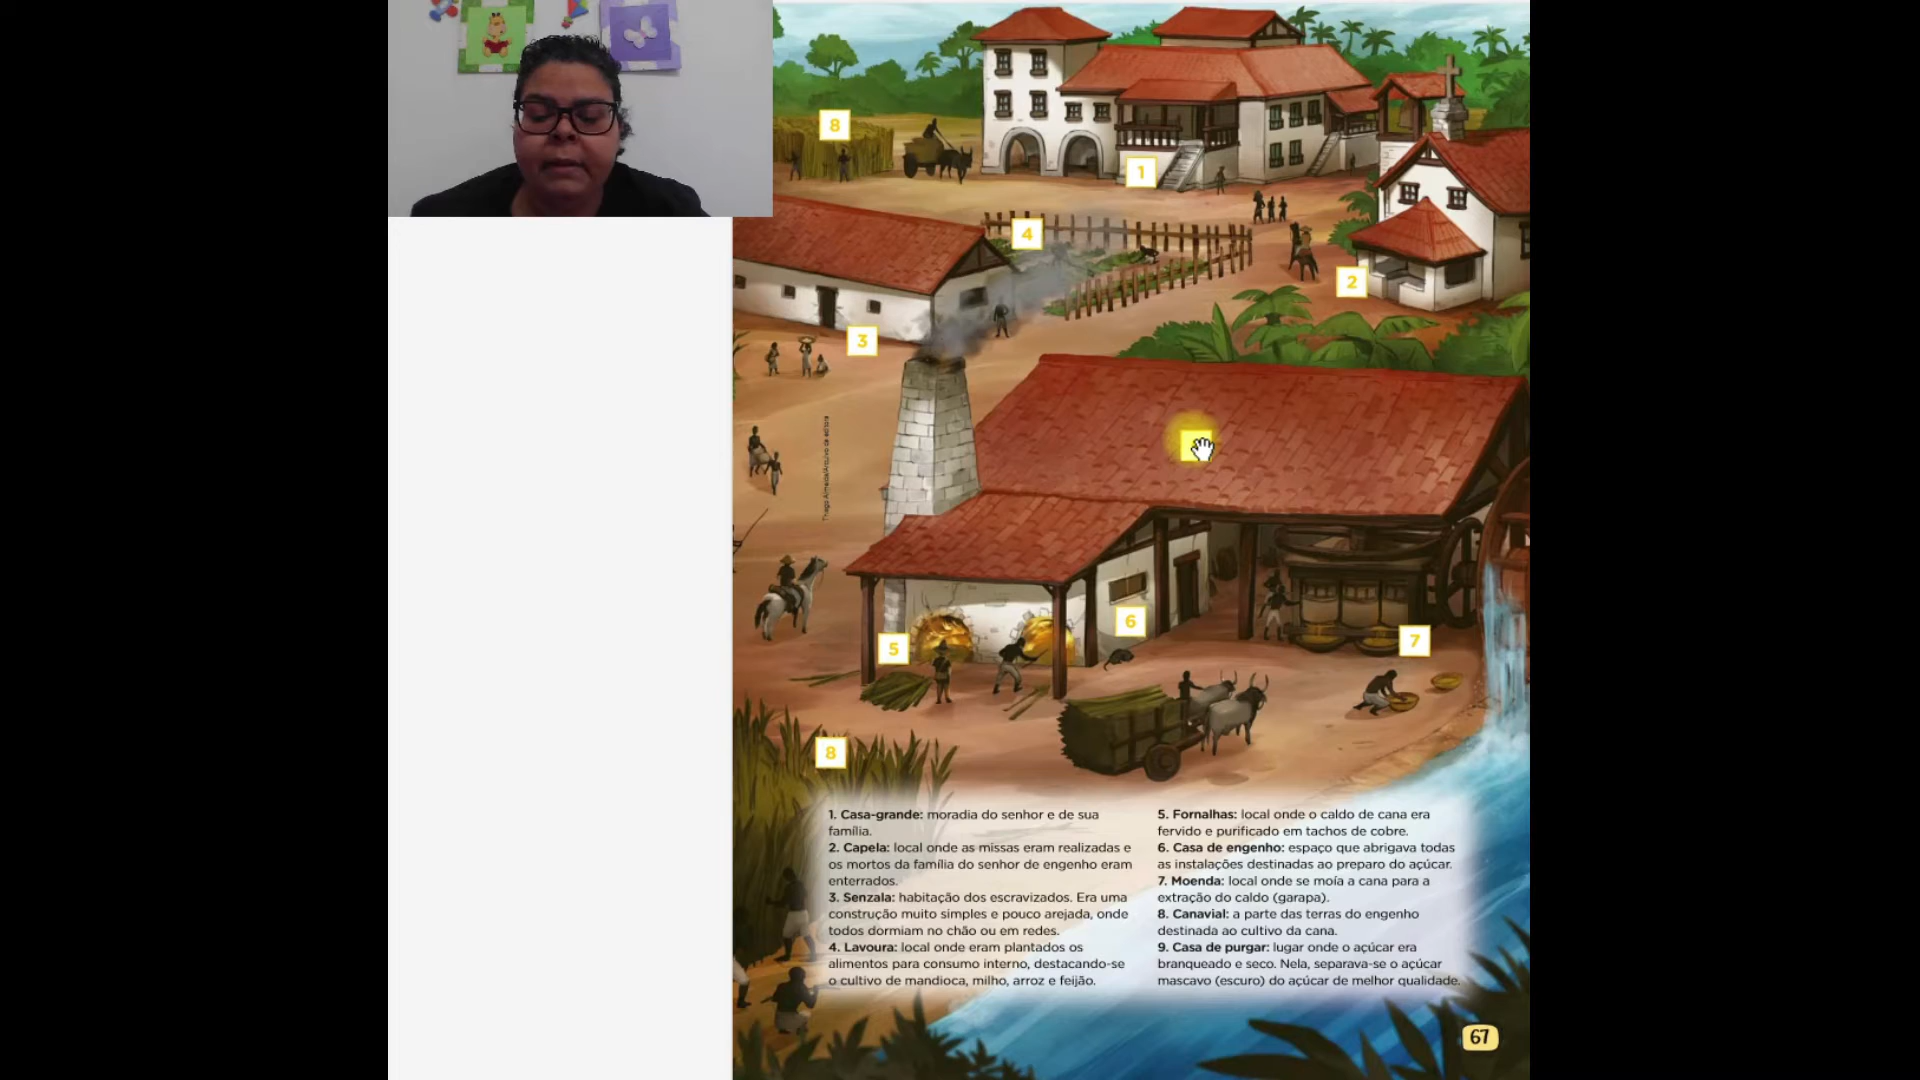 8
1
4
2
3
5
6
7
8
1. Casa-grande: moradia do senhor e de sua
família.
2. Capela: local onde as missas eram realizadas e
os mortos da família do senhor de engenho eram
enterrados.
3. Senzala: habitação dos escravizados. Era uma
construção muito simples e pouco arejada, onde
todos dormiam no chão ou em redes.
4. Lavoura: local onde eram plantados os
alimentos para consumo interno, destacando-se
o cultivo de mandioca, milho, arroz e feijão.
5. Fornalhas: local onde o caldo de cana era
fervido e purificado em tachos de cobre.
6. Casa de engenho: espaço que abrigava todas
as instalações destinadas ao preparo do açúcar.
7. Moenda: local onde se moía a cana para a
extração do caldo (garapa).
8. Canavial: a parte das terras do engenho
destinada ao cultivo da cana.
9. Casa de purgar: lugar onde o açúcar era
branqueado e seco. Nela, separava-se o açúcar
mascavo (escuro) do açúcar de melhor qualidade.
67